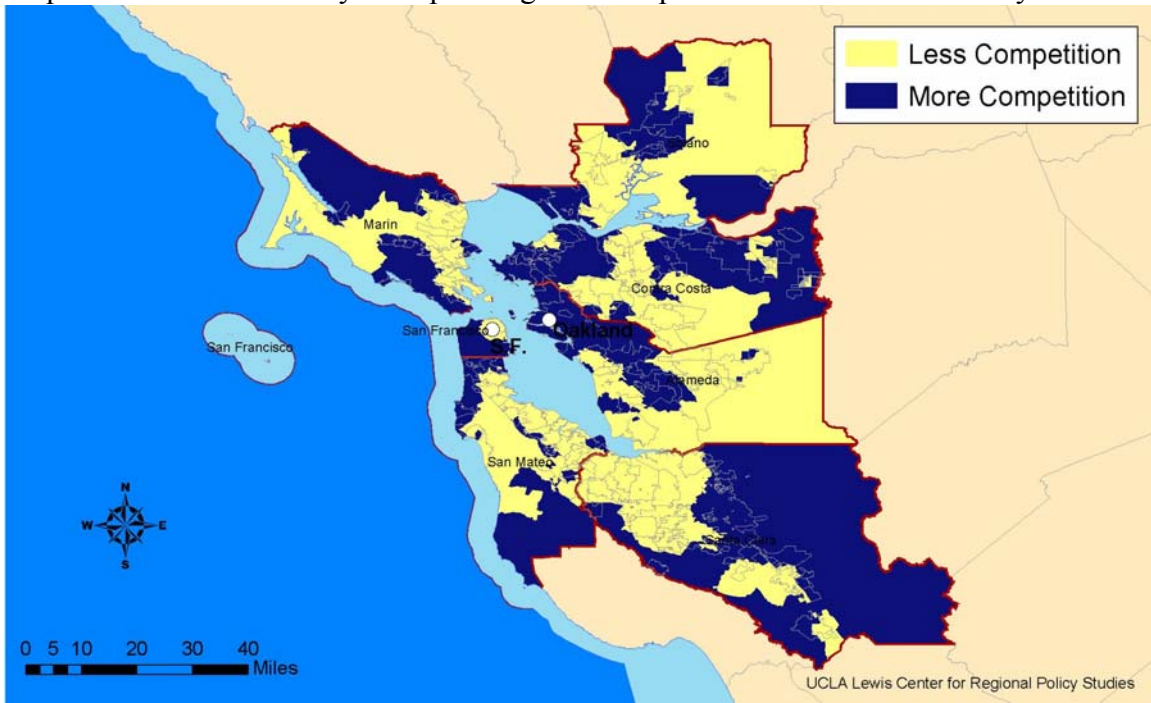 Less Competition
More Competition
Marin
Contra Costa
San Francisco
Oakland
San Francisco
S.F.
Alameda
San Mateo
Santa Clara
N
W E
S
0 5 10 20 30 40
Miles
UCLA Lewis Center for Regional Policy Studies